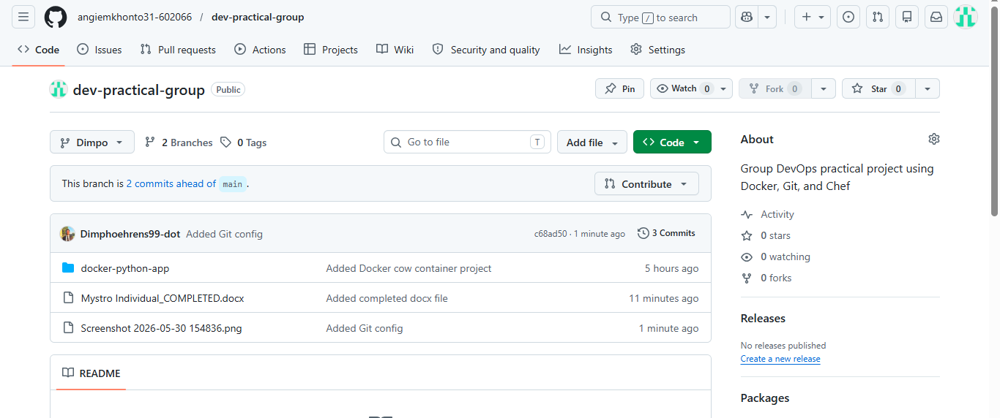 angiemkhonto31-602066 / dev-practical-group
Type / to search
Code Issues Pull requests Actions Projects Wiki Security and quality Insights Settings
dev-practical-group Public
Pin Watch 0 Fork 0 Star 0
Dimpo 2 Branches 0 Tags Go to file T Add file Code
This branch is 2 commits ahead of main . Contribute
Dimphoehrens99-dot Added Git config c68ad50 · 1 minute ago 3 Commits
docker-python-app Added Docker cow container project 5 hours ago
Mystro Individual_COMPLETED.docx Added completed docx file 11 minutes ago
Screenshot 2026-05-30 154836.png Added Git config 1 minute ago
README
About
Group DevOps practical project using
Docker, Git, and Chef
Activity
0 stars
0 watching
0 forks
Releases
No releases published
Create a new release
Packages